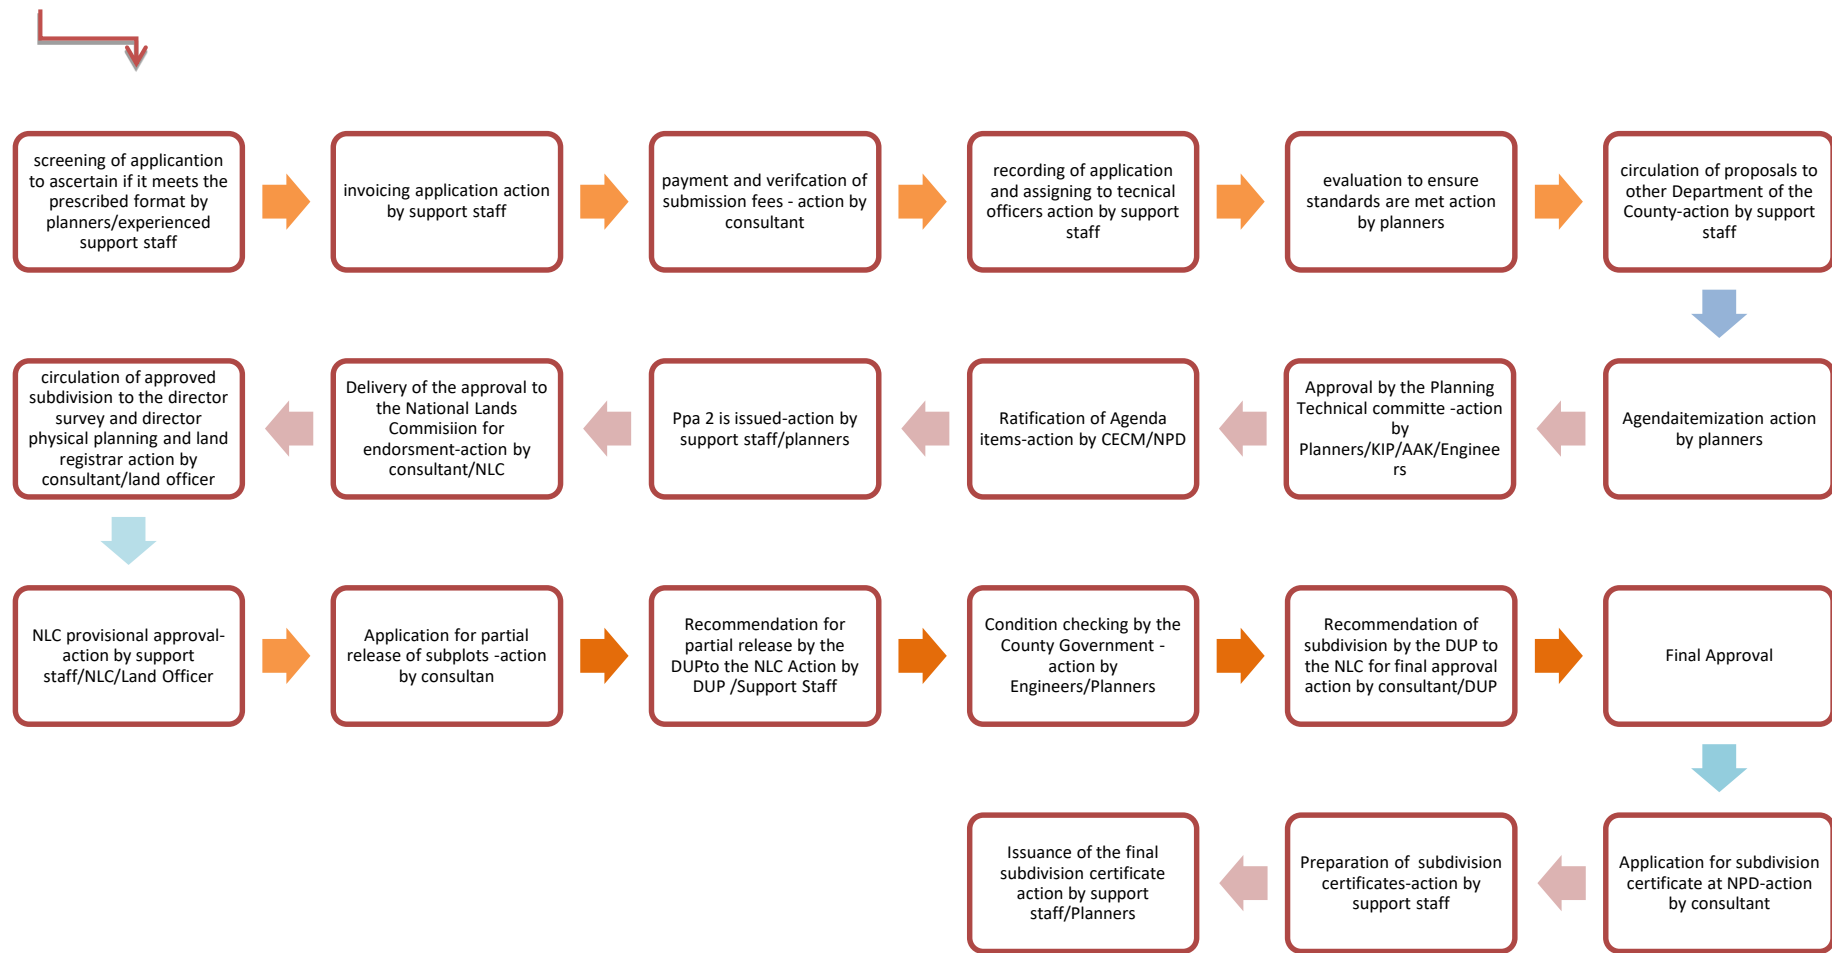 screening of applicantion
to ascertain if it meets the
prescribed format by
planners/experienced
support staff
invoicing application action
by support staff
payment and verifcation of
submission fees - action by
consultant
recording of application
and assigning to tecnical
officers action by support
staff
evaluation to ensure
standards are met action
by planners
circulation of proposals to
other Department of the
County-action by support
staff
Agendaitemization action
by planners
Approval by the Planning
Technical committe -action
by
Planners/KIP/AAK/Enginee
rs
Ratification of Agenda
items-action by CECM/NPD
Ppa 2 is issued-action by
support staff/planners
Delivery of the approval to
the National Lands
Commisiion for
endorsment-action by
consultant/NLC
circulation of approved
subdivision to the director
survey and director
physical planning and land
registrar action by
consultant/land officer
NLC provisional approval-
action by support
staff/NLC/Land Officer
Application for partial
release of subplots -action
by consultan
Recommendation for
partial release by the
DUPto the NLC Action by
DUP /Support Staff
Condition checking by the
County Government -
action by
Engineers/Planners
Recommendation of
subdivision by the DUP to
the NLC for final approval
action by consultant/DUP
Final Approval
Application for subdivision
certificate at NPD-action
by consultant
Preparation of  subdivision
certificates-action by
support staff
Issuance of the final
subdivision certificate
action by support
staff/Planners